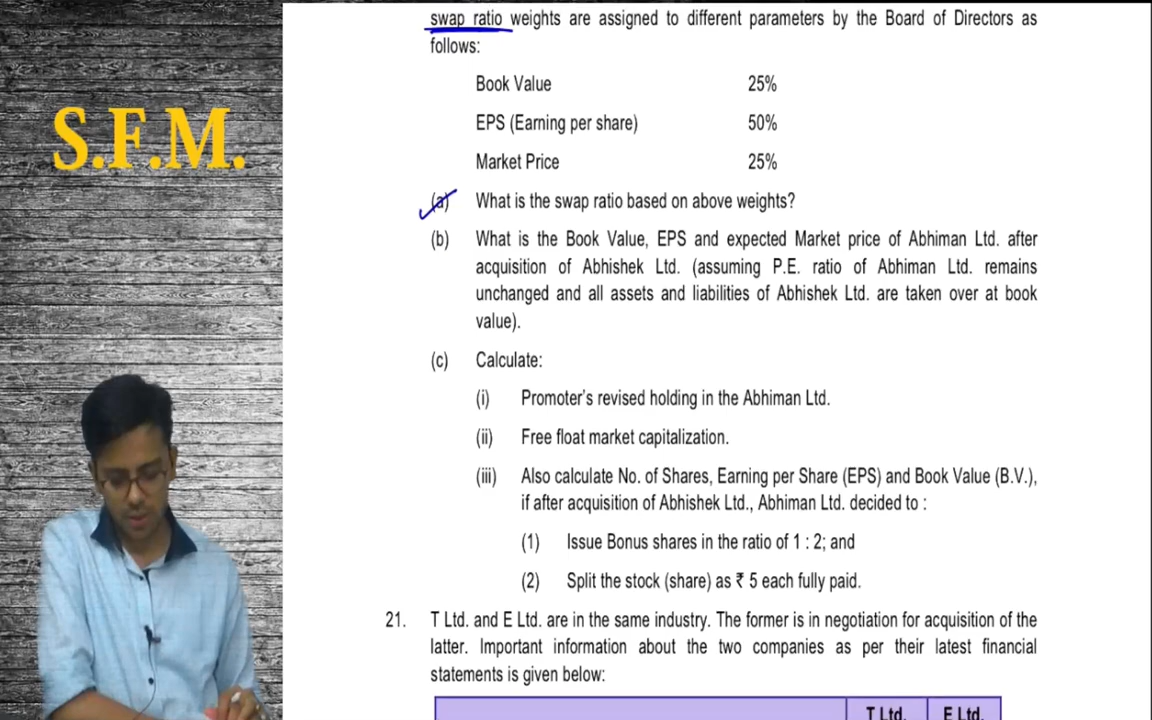 S.F.M.
swap ratio weights are assigned to different parameters by the Board of Directors as
follows:
Book Value 25%
EPS (Earning per share) 50%
Market Price 25%
(a) What is the swap ratio based on above weights?
(b) What is the Book Value, EPS and expected Market price of Abhiman Ltd. after
acquisition of Abhishek Ltd. (assuming P.E. ratio of Abhiman Ltd. remains
unchanged and all assets and liabilities of Abhishek Ltd. are taken over at book
value).
(c) Calculate:
(i) Promoter's revised holding in the Abhiman Ltd.
(ii) Free float market capitalization.
(iii) Also calculate No. of Shares, Earning per Share (EPS) and Book Value (B.V.),
if after acquisition of Abhishek Ltd., Abhiman Ltd. decided to :
(1) Issue Bonus shares in the ratio of 1 : 2; and
(2) Split the stock (share) as ₹ 5 each fully paid.
21. T Ltd. and E Ltd. are in the same industry. The former is in negotiation for acquisition of the
latter. Important information about the two companies as per their latest financial
statements is given below:
T Ltd. E Ltd.